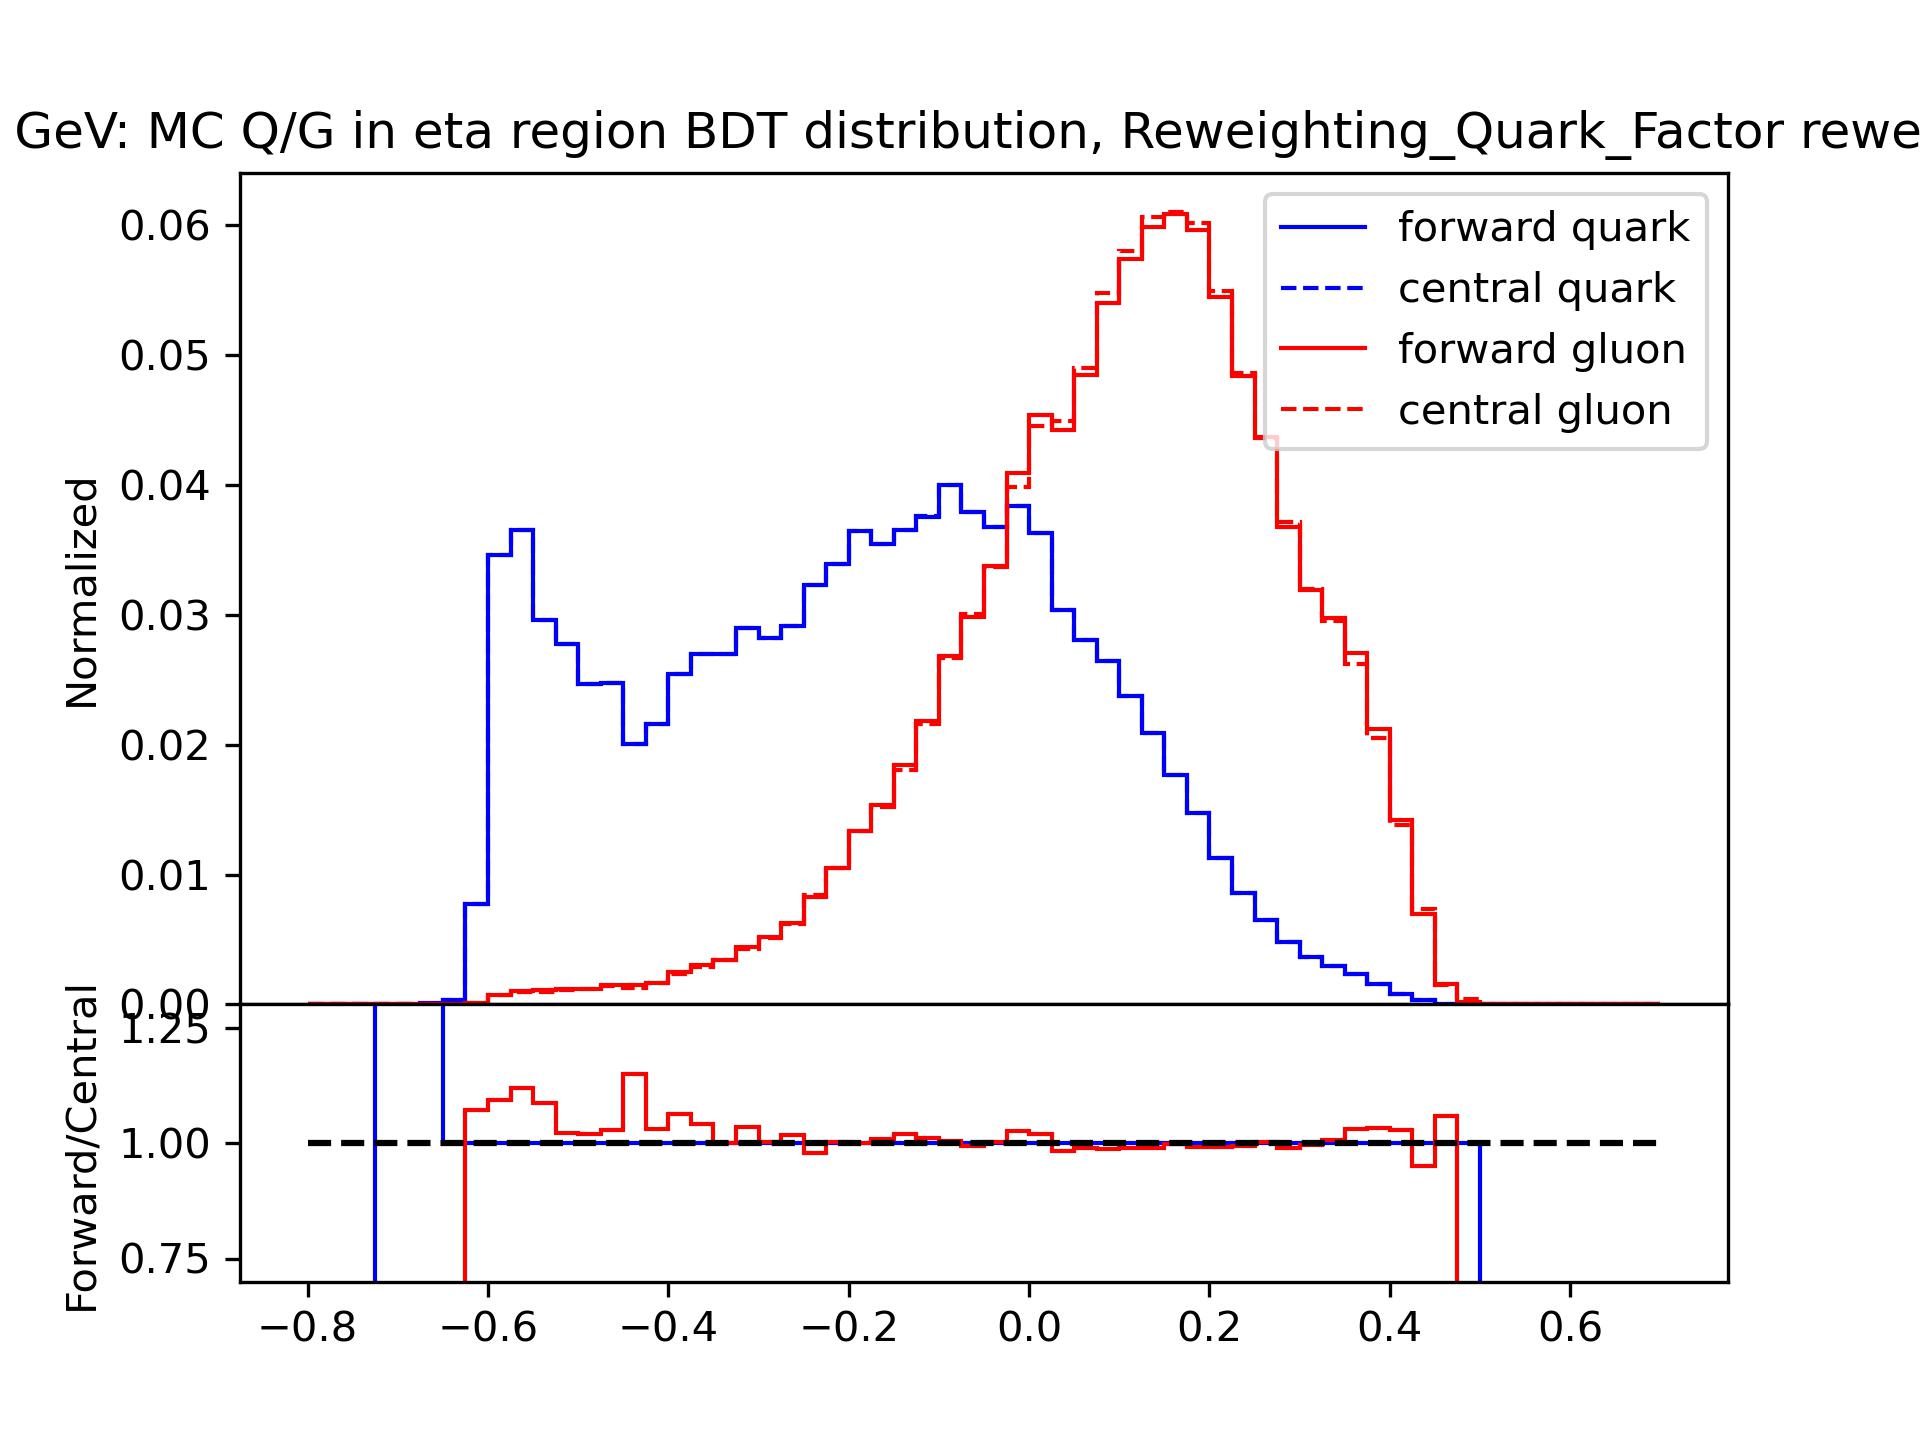 GeV: MC Q/G in eta region BDT distribution, Reweighting_Quark_Factor rewe
forward quark
central quark
forward gluon
central gluon
Normalized
0.06
0.05
0.04
0.03
0.02
0.01
0.00
Forward/Central
1.25
1.00
0.75
−0.8 −0.6 −0.4 −0.2 0.0 0.2 0.4 0.6